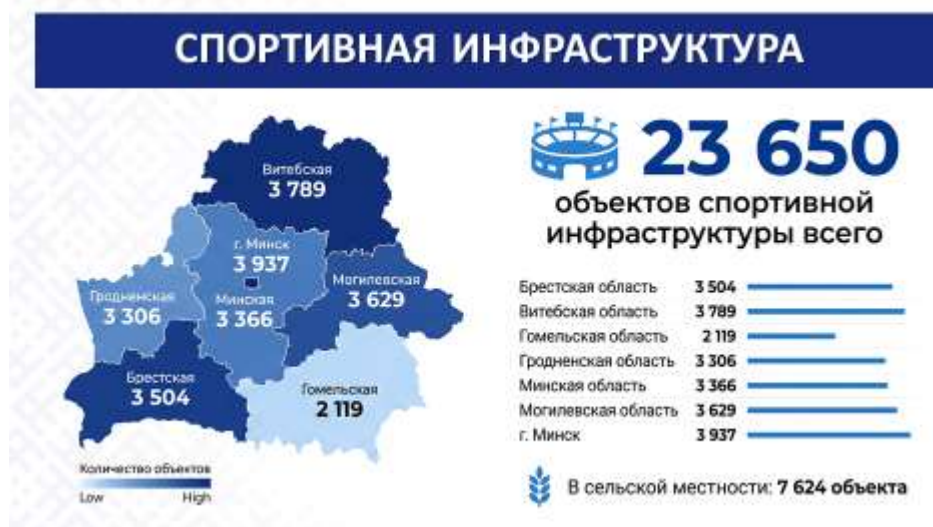 СПОРТИВНАЯ ИНФРАСТРУКТУРА
Витебская
3 789
г. Минск
3 937
Могилевская
3 629
Гродненская
3 306
Минская
3 366
Брестская
3 504
Гомельская
2 119
Количество объектов
Low High
23 650
объектов спортивной
инфраструктуры всего
Брестская область 3 504
Витебская область 3 789
Гомельская область 2 119
Гродненская область 3 306
Минская область 3 366
Могилевская область 3 629
г. Минск 3 937
В сельской местности: 7 624 объекта